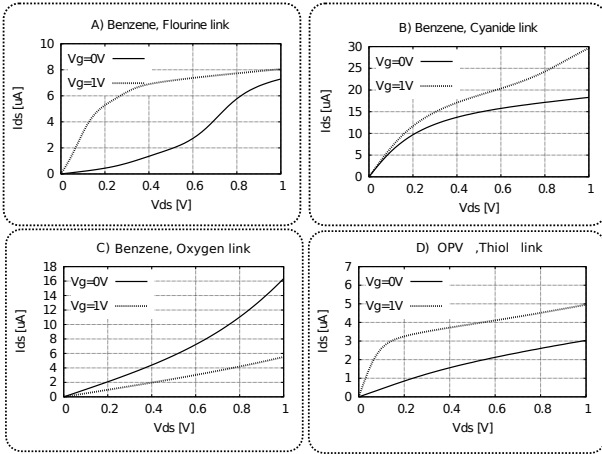 A) Benzene, Flourine link
10
8
6
4
2
0
Ids [uA]
Vg=0V
Vg=1V
0 0.2 0.4 0.6 0.8 1
Vds [V]
B) Benzene, Cyanide link
30
25
20
15
10
5
0
Ids [uA]
Vg=0V
Vg=1V
0 0.2 0.4 0.6 0.8 1
Vds [V]
C) Benzene, Oxygen link
18
16
14
12
10
8
6
4
2
0
Ids [uA]
Vg=0V
Vg=1V
0 0.2 0.4 0.6 0.8 1
Vds [V]
D) OPV ,Thiol link
7
6
5
4
3
2
1
0
Ids [uA]
Vg=0V
Vg=1V
0 0.2 0.4 0.6 0.8 1
Vds [V]